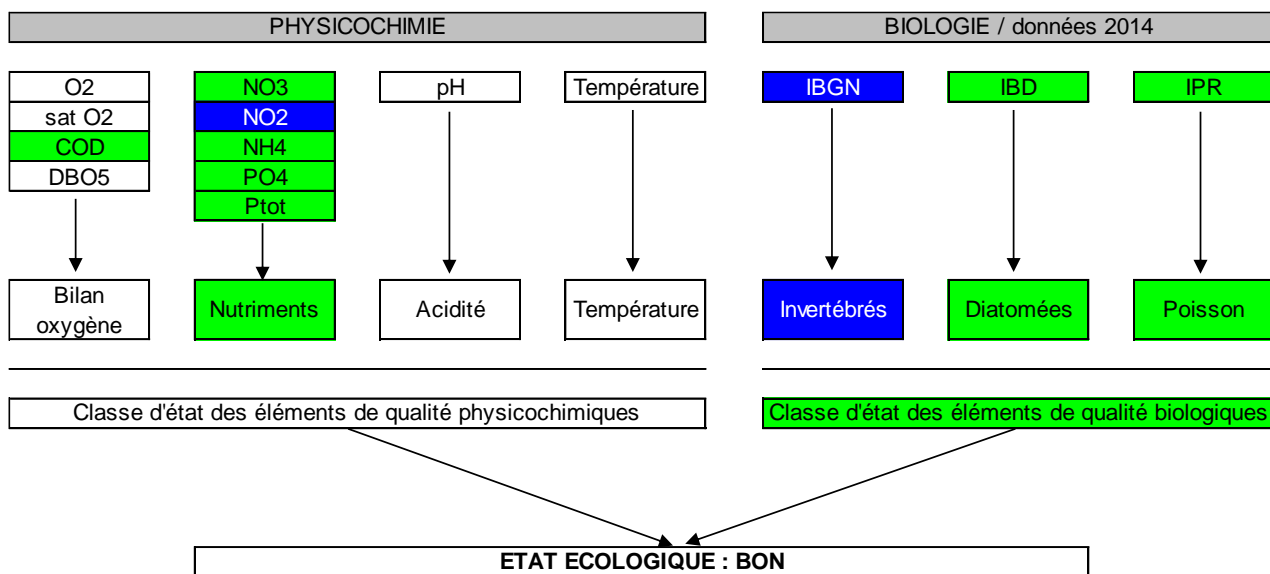 PHYSICOCHIMIE
BIOLOGIE / données 2014
O2
sat O2
COD
DBO5
NO3
NO2
NH4
PO4
Ptot
pH
Température
IBGN
IBD
IPR
Bilan
oxygène
Nutriments
Acidité
Température
Invertébrés
Diatomées
Poisson
Classe d'état des éléments de qualité physicochimiques
Classe d'état des éléments de qualité biologiques
ETAT ECOLOGIQUE : BON